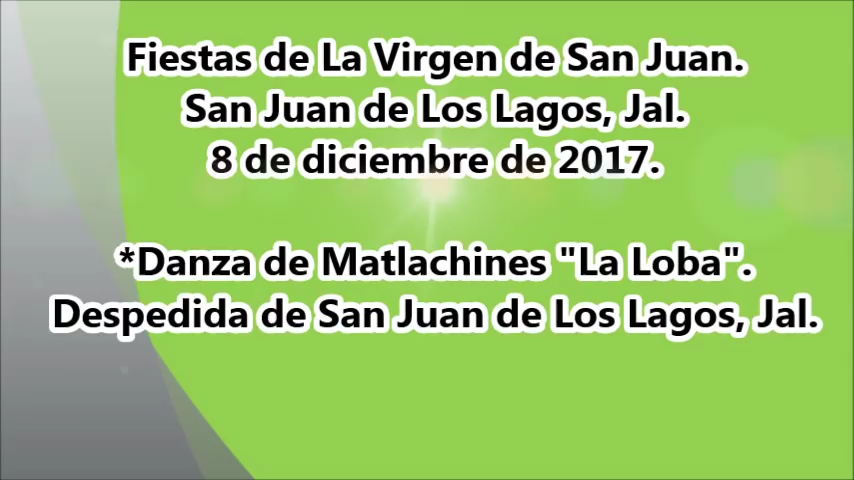 Fiestas de La Virgen de San Juan.
San Juan de Los Lagos, Jal.
8 de diciembre de 2017.
*Danza de Matlachines "La Loba".
Despedida de San Juan de Los Lagos, Jal.